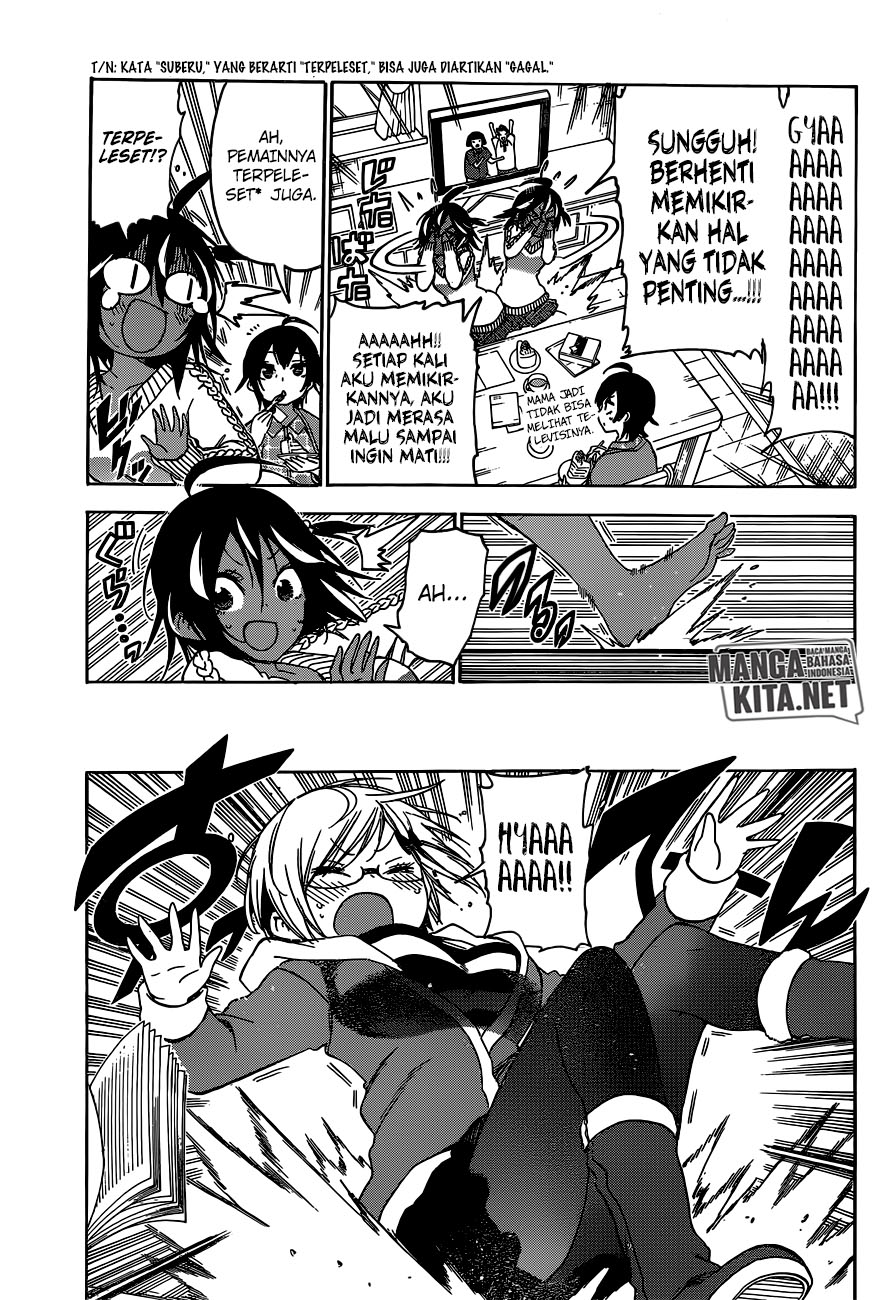 T/N: KATA "SUBERU," YANG BERARTI "TERPELESET," BISA JUGA DIARTIKAN "GAGAL."
GYAA
AAAA
AAAA
AAAA
AAAA
AAAA
AAAA
AAAA
AA!!!
SUNGGUH!
BERHENTI
MEMIKIR-
KAN HAL
YANG TIDAK
PENTING...!!!
AAAAAHH!!
SETIAP KALI
AKU MEMIKIR-
KANNYA, AKU
JADI MERASA
MALU SAMPAI
INGIN MATI!!!
MAMA JADI
TIDAK BISA
MELIHAT TE-
LEVISINYA.
AH,
PEMAINNYA
TERPELE-
SET* JUGA.
TERPE-
LESET!?
AH...
MANGA
KITA.NET
BACA MANGA
BAHASA
INDONESIA
HYAAA
AAAA!!